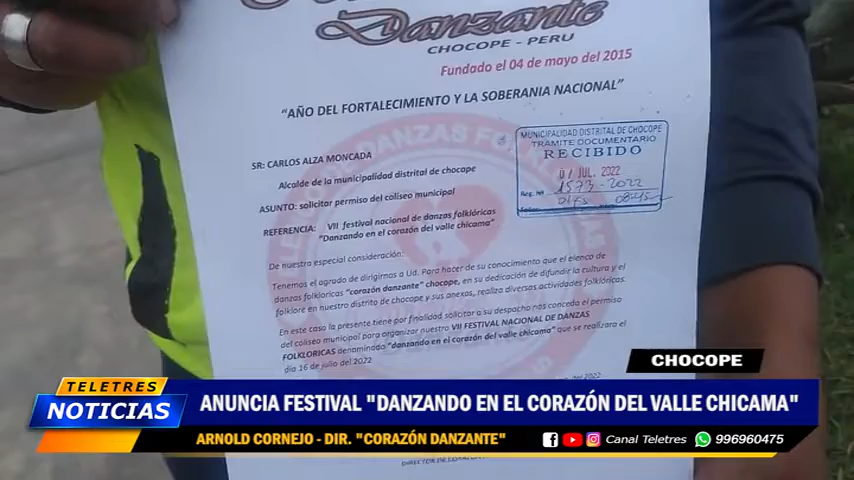 Danzante
CHOCOPE - PERU
Fundado el 04 de mayo del 2015
"AÑO DEL FORTALECIMIENTO Y LA SOBERANIA NACIONAL"
MUNICIPALIDAD DISTRITAL DE CHOCOPE
TRAMITE DOCUMENTARIO
RECIBIDO
01 JUL. 2022
Reg. Nº 1573-2022
08:45
SR: CARLOS ALZA MONCADA
Alcalde de la municipalidad distrital de chocope
ASUNTO: solicitar permiso del coliseo municipal
REFERENCIA: VII festival nacional de danzas folklóricas
"Danzando en el corazón del valle chicama"
De nuestra especial consideración:
Tenemos el agrado de dirigirnos a Ud. Para hacer de su conocimiento que el elenco de
danzas folkloricas "corazón danzante" chocope, en su dedicación de difundir la cultura y el
folklore en nuestro distrito de chocope y sus anexos, realiza diversas actividades folklóricas.
En este caso la presente tiene por finalidad solicitar a su despacho nos conceda el permiso
del coliseo municipal para organizar nuestro VII FESTIVAL NACIONAL DE DANZAS
FOLKLORICAS denominado "danzando en el corazón del valle chicama" que se realizara el
día 16 de julio del 2022
CHOCOPE
TELETRES
NOTICIAS
ANUNCIA FESTIVAL "DANZANDO EN EL CORAZÓN DEL VALLE CHICAMA"
ARNOLD CORNEJO - DIR. "CORAZÓN DANZANTE"
Canal Teletres
996960475